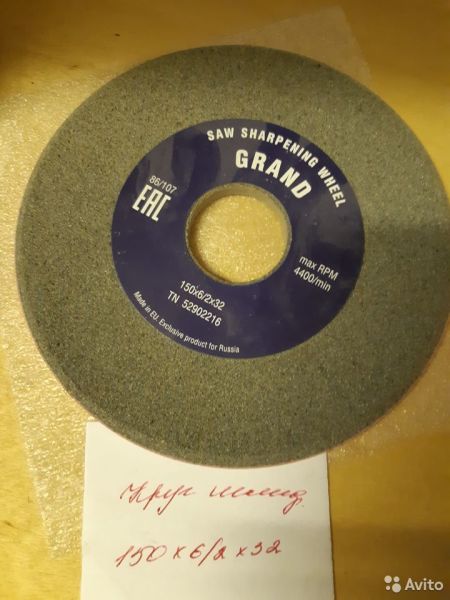 SAW SHARPENING WHEEL
GRAND
86/107
EAC
max RPM
4400/min
150x6/2x32
TN 52902216
Made in EU. Exclusive product for Russia
Круг шлиф.
150 x 6/2 x 32
Avito